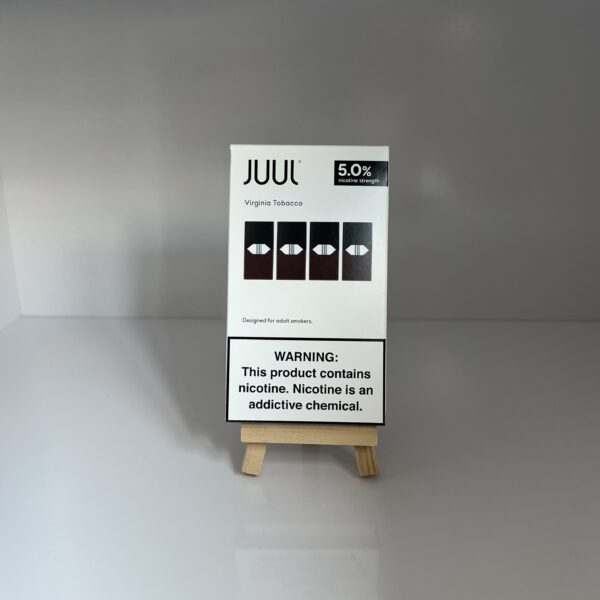 JUUL
5.0%
nicotine strength
Virginia Tobacco
Designed for adult smokers.
WARNING:
This product contains
nicotine. Nicotine is an
addictive chemical.